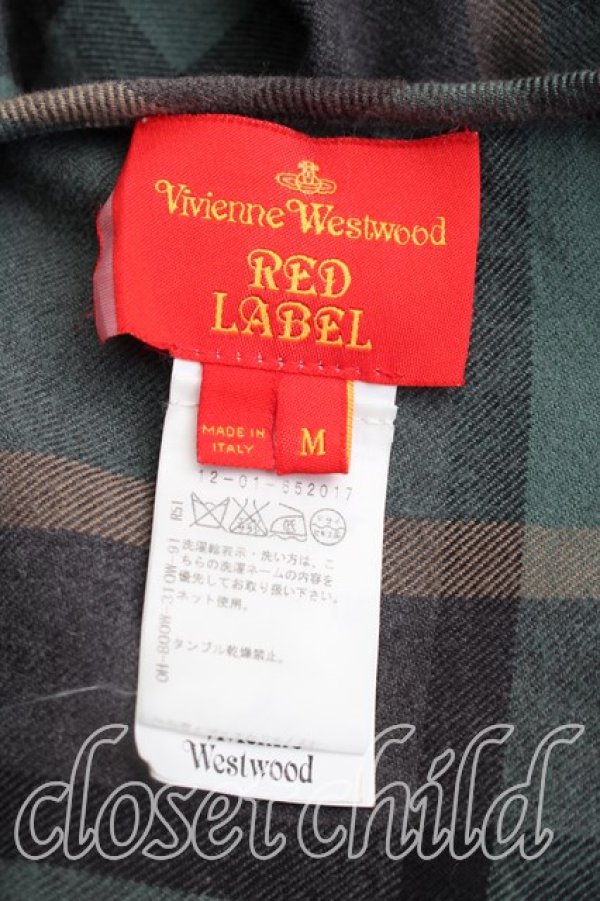 Vivienne Westwood
RED
LABEL
MADE IN
ITALY
M
12-01-652017
洗濯絵表示・洗い方は、こ
ちらの洗濯ネームの内容を
優先してお取り扱い下さい。
ネット使用。
タンブル乾燥禁止。
Westwood
closet child